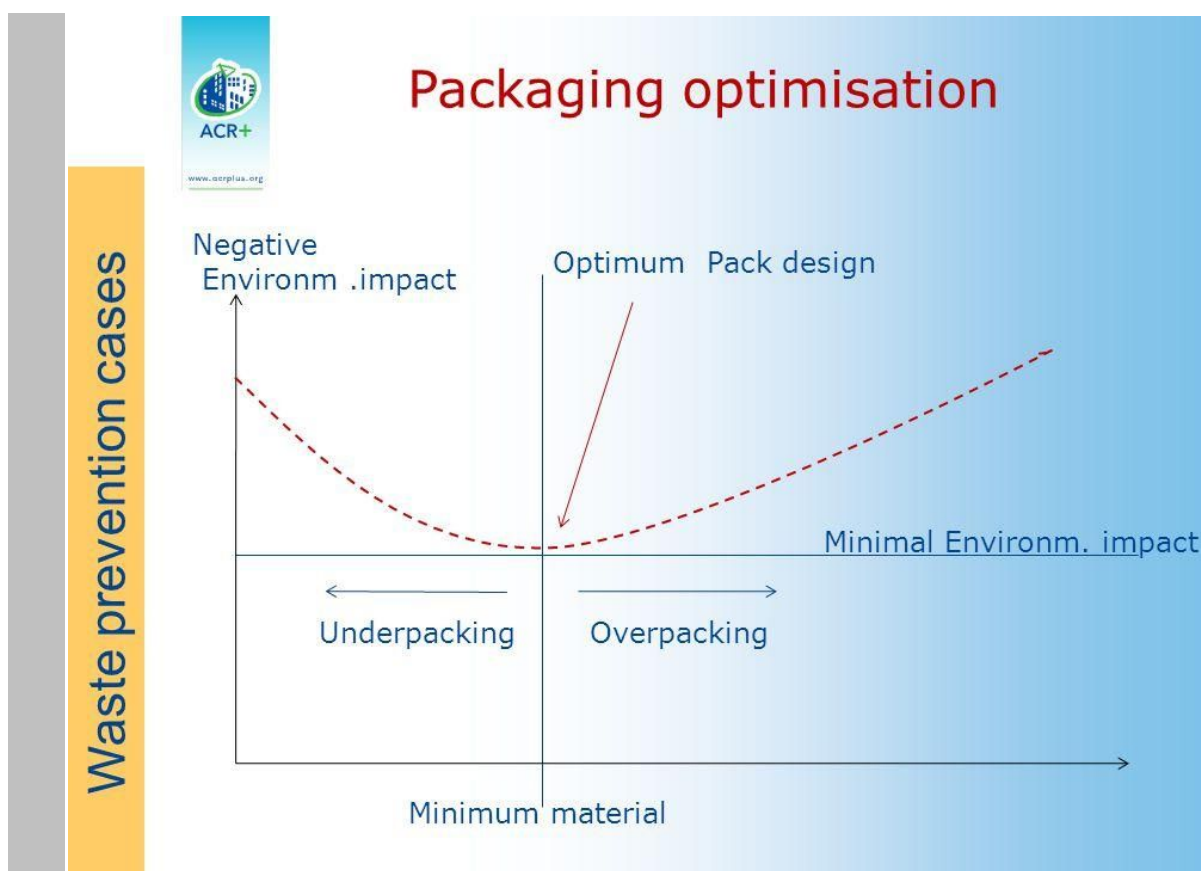 ACR+
www.acrplus.org
Packaging optimisation
Waste prevention cases
Negative
Environm .impact
Optimum Pack design
Minimal Environm. impact
Underpacking
Overpacking
Minimum material